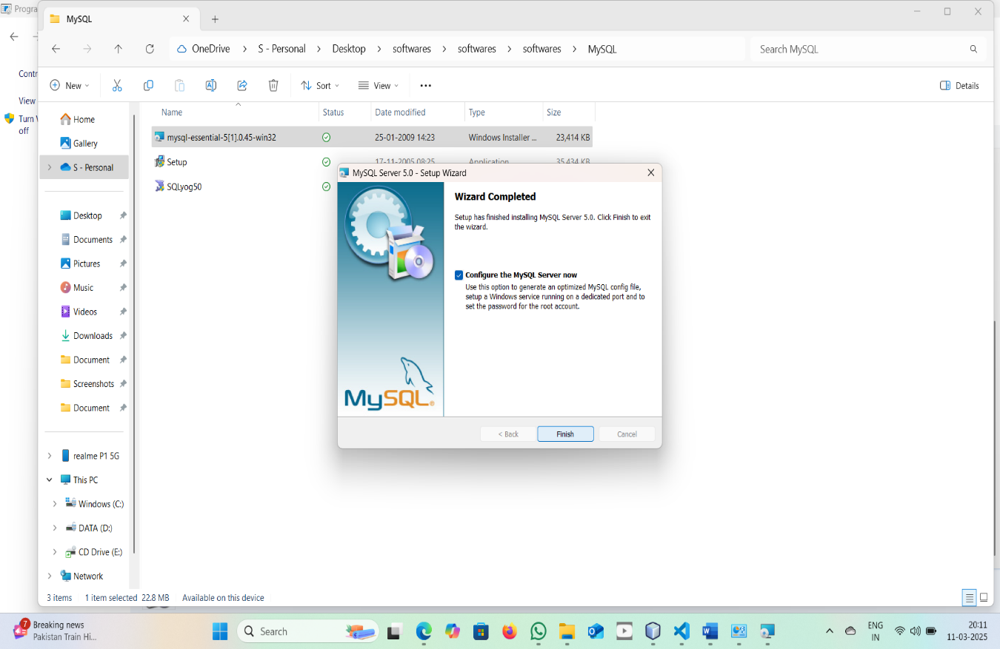 Progra
MySQL
OneDrive > S - Personal > Desktop > softwares > softwares > softwares > MySQL
Search MySQL
Contr
New
Sort
View
Details
View
Turn W
off
Name
Status
Date modified
Type
Size
mysql-essential-5[1].0.45-win32
25-01-2009 14:23
Windows Installer ...
23,414 KB
Setup
17-11-2005 08:25
Application
35,434 KB
SQLyog50
Home
Gallery
S - Personal
Desktop
Documents
Pictures
Music
Videos
Downloads
Document
Screenshots
Document
realme P1 5G
This PC
Windows (C:)
DATA (D:)
CD Drive (E:)
Network
MySQL Server 5.0 - Setup Wizard
Wizard Completed
Setup has finished installing MySQL Server 5.0. Click Finish to exit
the wizard.
Configure the MySQL Server now
Use this option to generate an optimized MySQL config file,
setup a Windows service running on a dedicated port and to
set the password for the root account.
MySQL®
< Back
Finish
Cancel
3 items
1 item selected 22.8 MB
Available on this device
7
Breaking news
Pakistan Train Hi...
Search
ENG
IN
20:11
11-03-2025